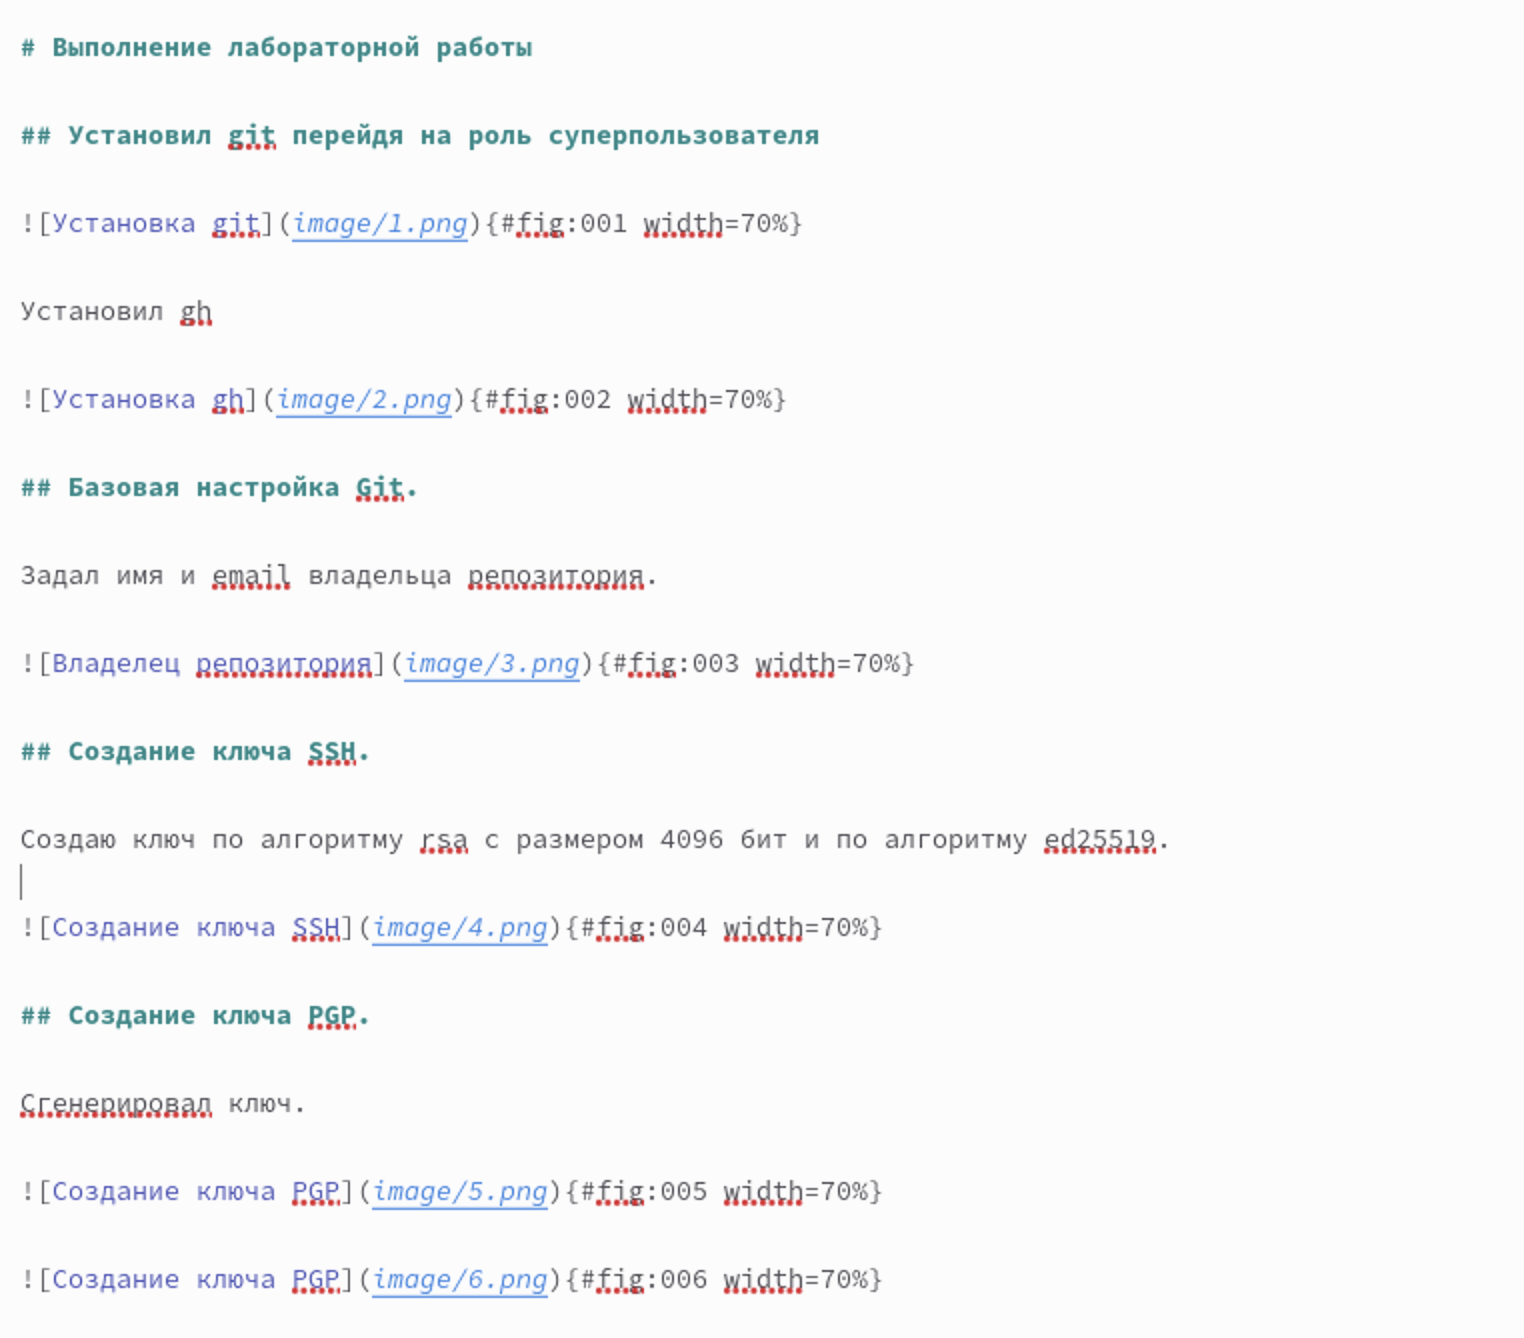 # Выполнение лабораторной работы
## Установил git перейдя на роль суперпользователя
![Установка git](image/1.png){#fig:001 width=70%}
Установил gh
![Установка gh](image/2.png){#fig:002 width=70%}
## Базовая настройка Git.
Задал имя и email владельца репозитория.
![Владелец репозитория](image/3.png){#fig:003 width=70%}
## Создание ключа SSH.
Создаю ключ по алгоритму rsa с размером 4096 бит и по алгоритму ed25519.
![Создание ключа SSH](image/4.png){#fig:004 width=70%}
## Создание ключа PGP.
Сгенерировал ключ.
![Создание ключа PGP](image/5.png){#fig:005 width=70%}
![Создание ключа PGP](image/6.png){#fig:006 width=70%}